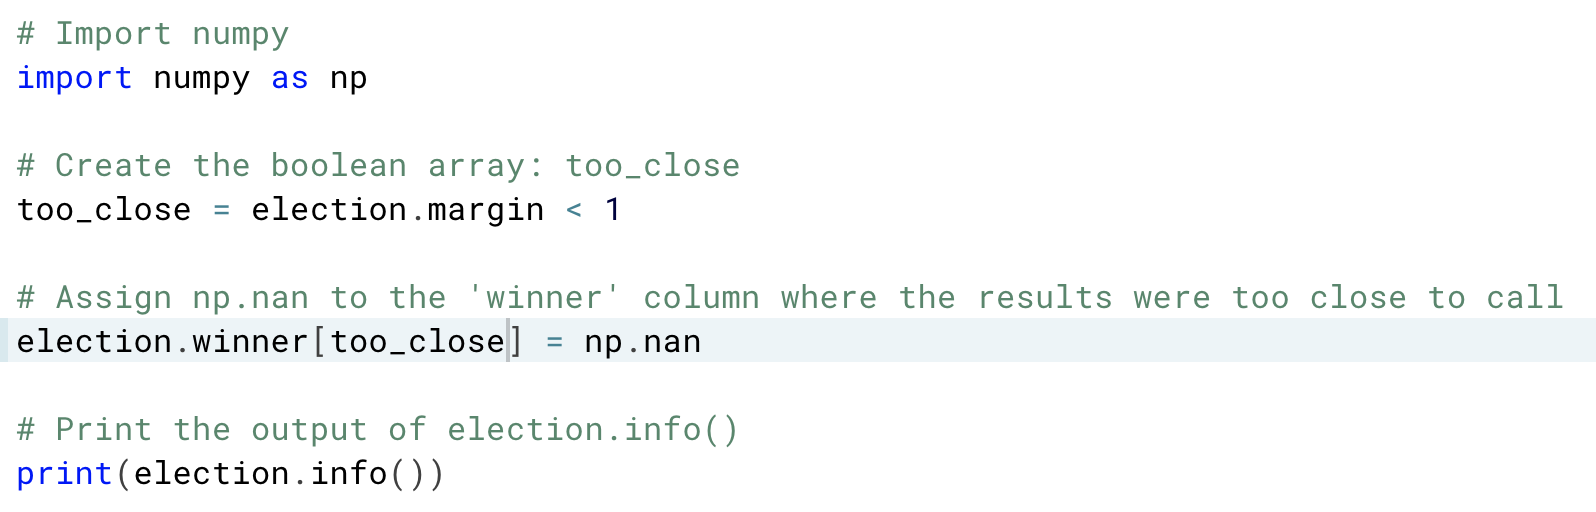 # Import numpy
import numpy as np
# Create the boolean array: too_close
too_close = election.margin < 1
# Assign np.nan to the 'winner' column where the results were too close to call
election.winner[too_close] = np.nan
# Print the output of election.info()
print(election.info())